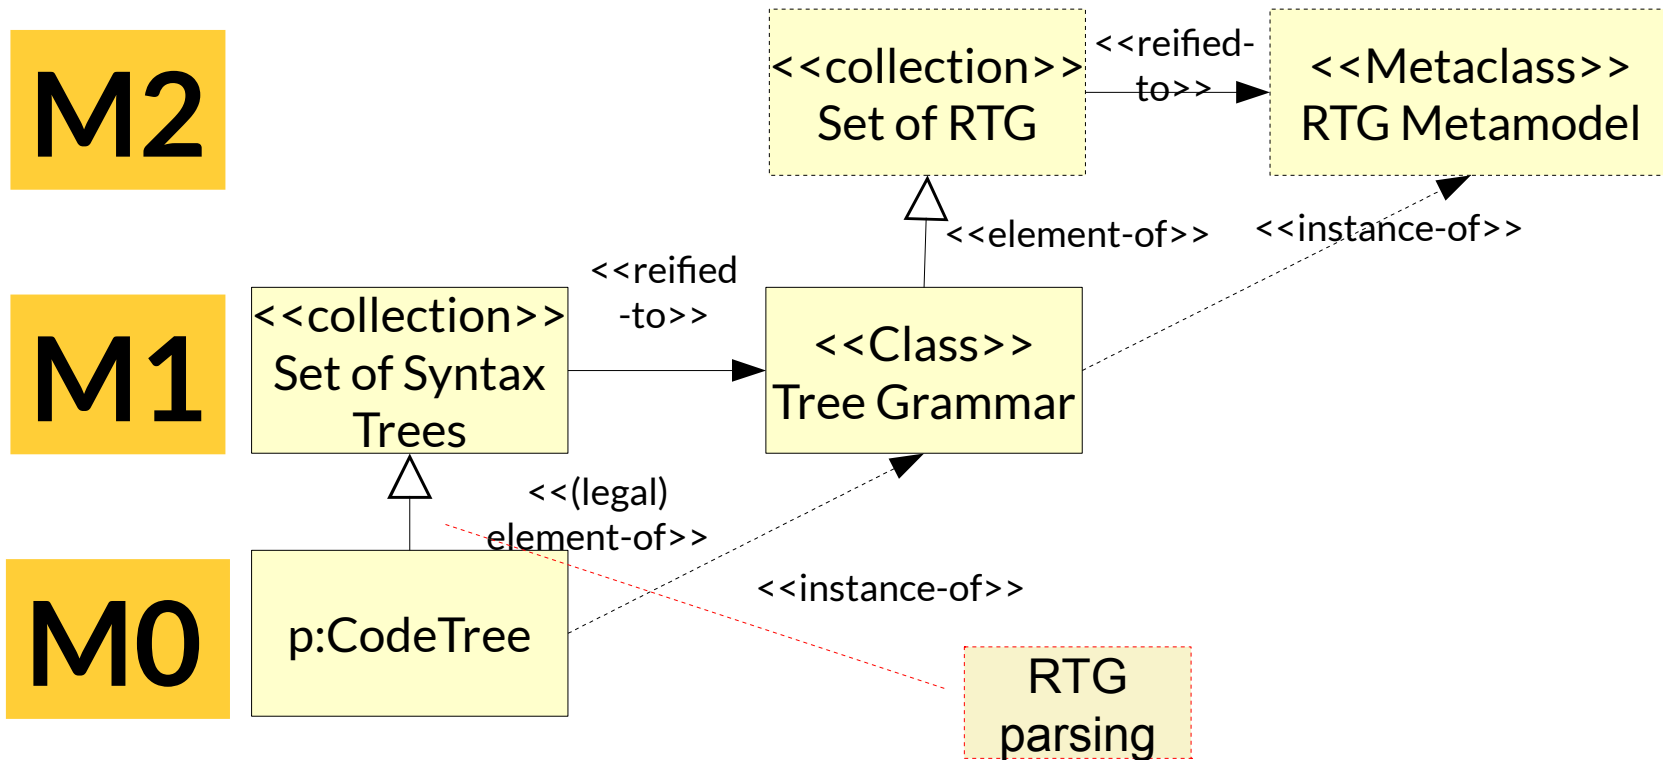 M2
<<collection>>
Set of RTG
<<reified-
to>>
<<Metaclass>>
RTG Metamodel
<<element-of>>
<<instance-of>>
M1
<<collection>>
Set of Syntax
Trees
<<reified
-to>>
<<Class>>
Tree Grammar
<<(legal)
element-of>>
<<instance-of>>
M0
p:CodeTree
RTG
parsing